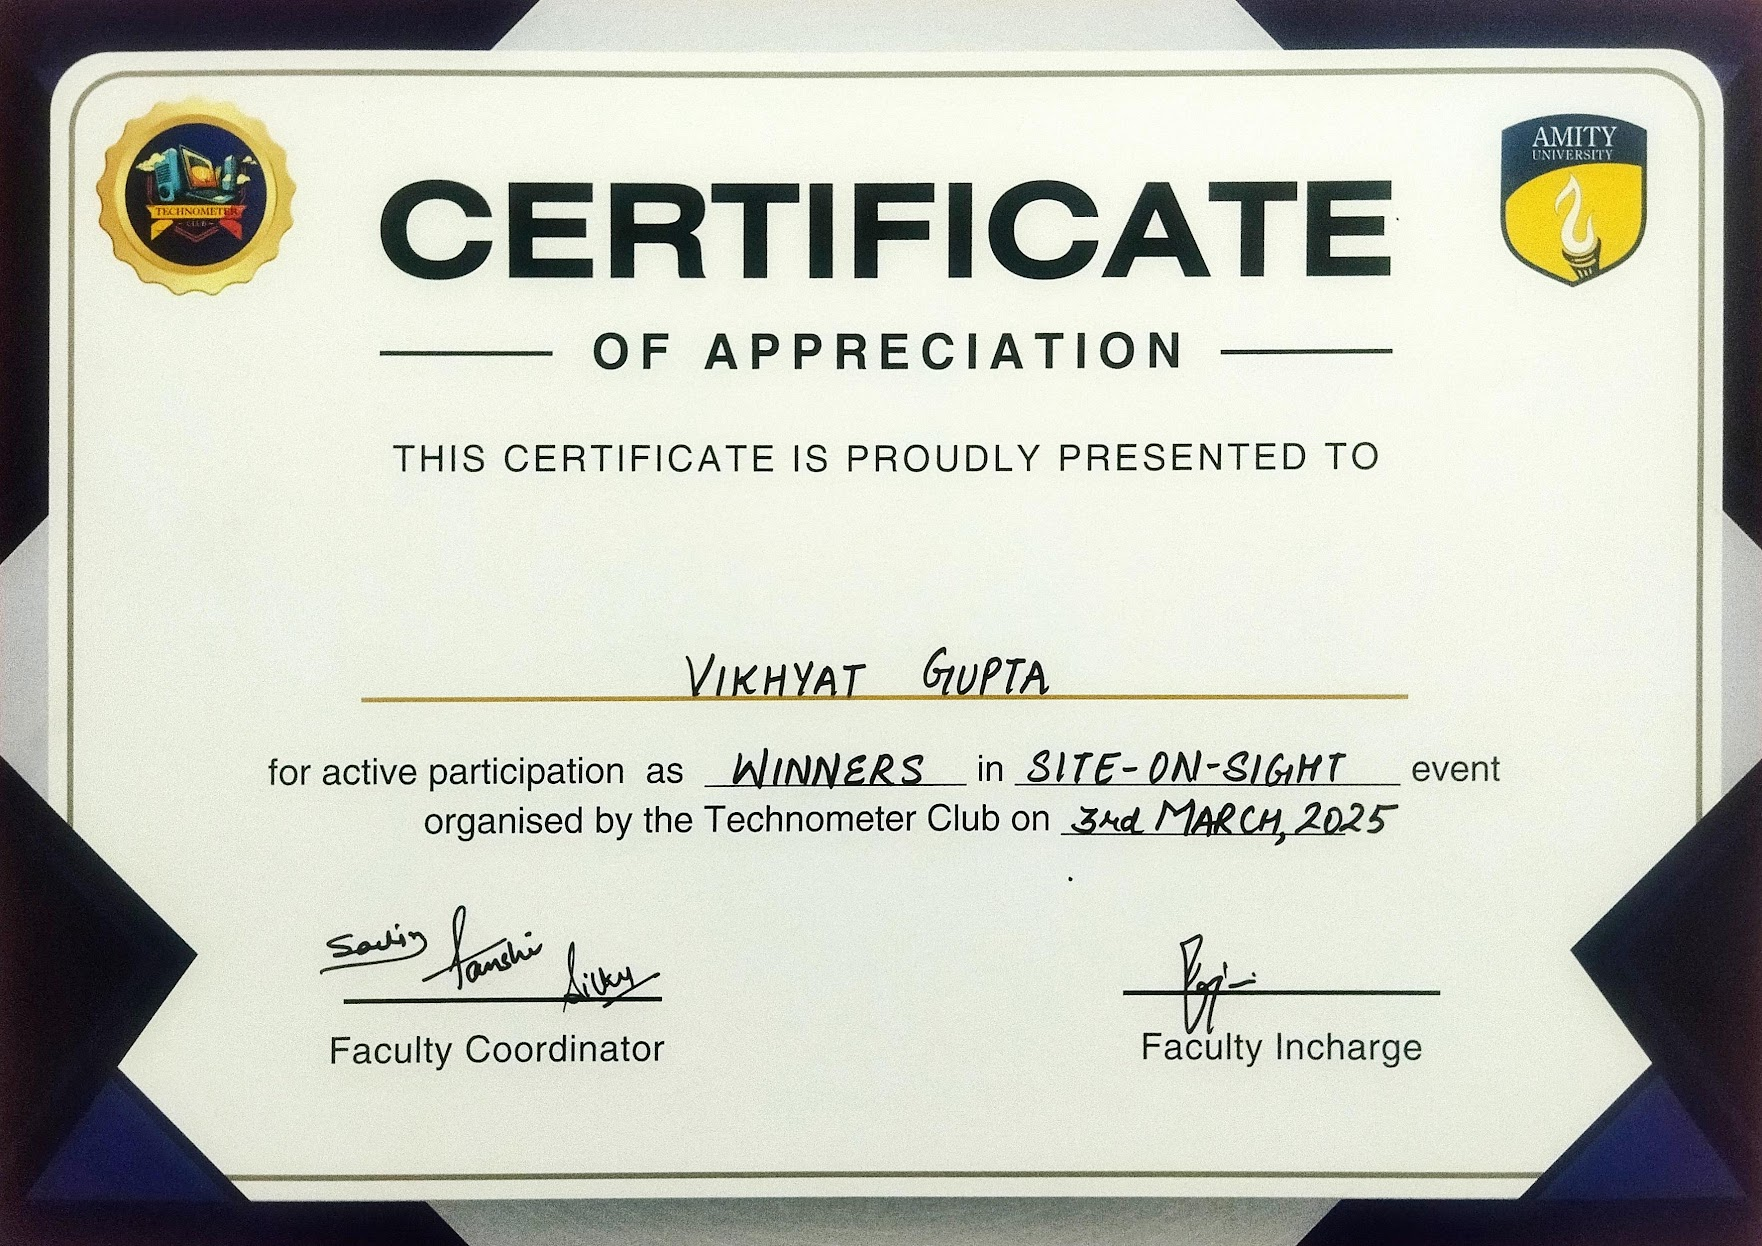 TECHNOMETER
CLUB
AMITY
UNIVERSITY
CERTIFICATE
OF APPRECIATION
THIS CERTIFICATE IS PROUDLY PRESENTED TO
VIKHYAT GUPTA
for active participation as WINNERS in SITE-ON-SIGHT event
organised by the Technometer Club on 3rd MARCH, 2025
Tanshi
Silky
Faculty Coordinator
Faculty Incharge